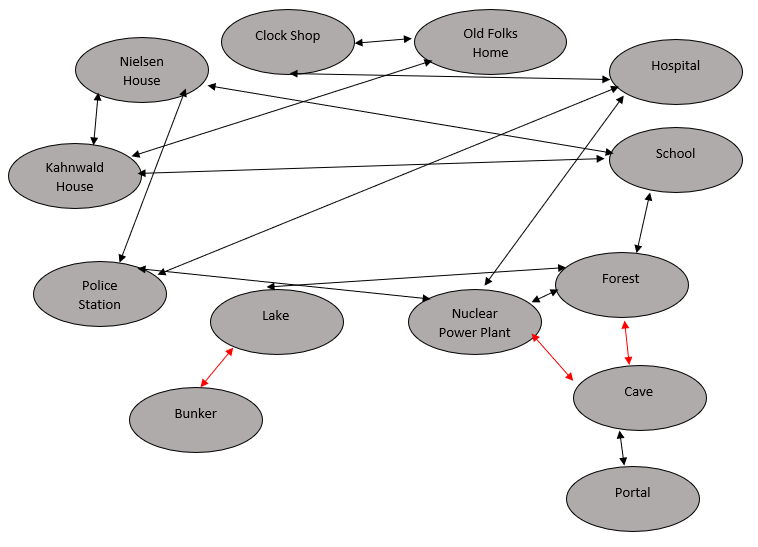 Clock Shop
Old Folks
Home
Nielsen
House
Hospital
School
Kahnwald
House
Police
Station
Forest
Lake
Nuclear
Power Plant
Cave
Bunker
Portal